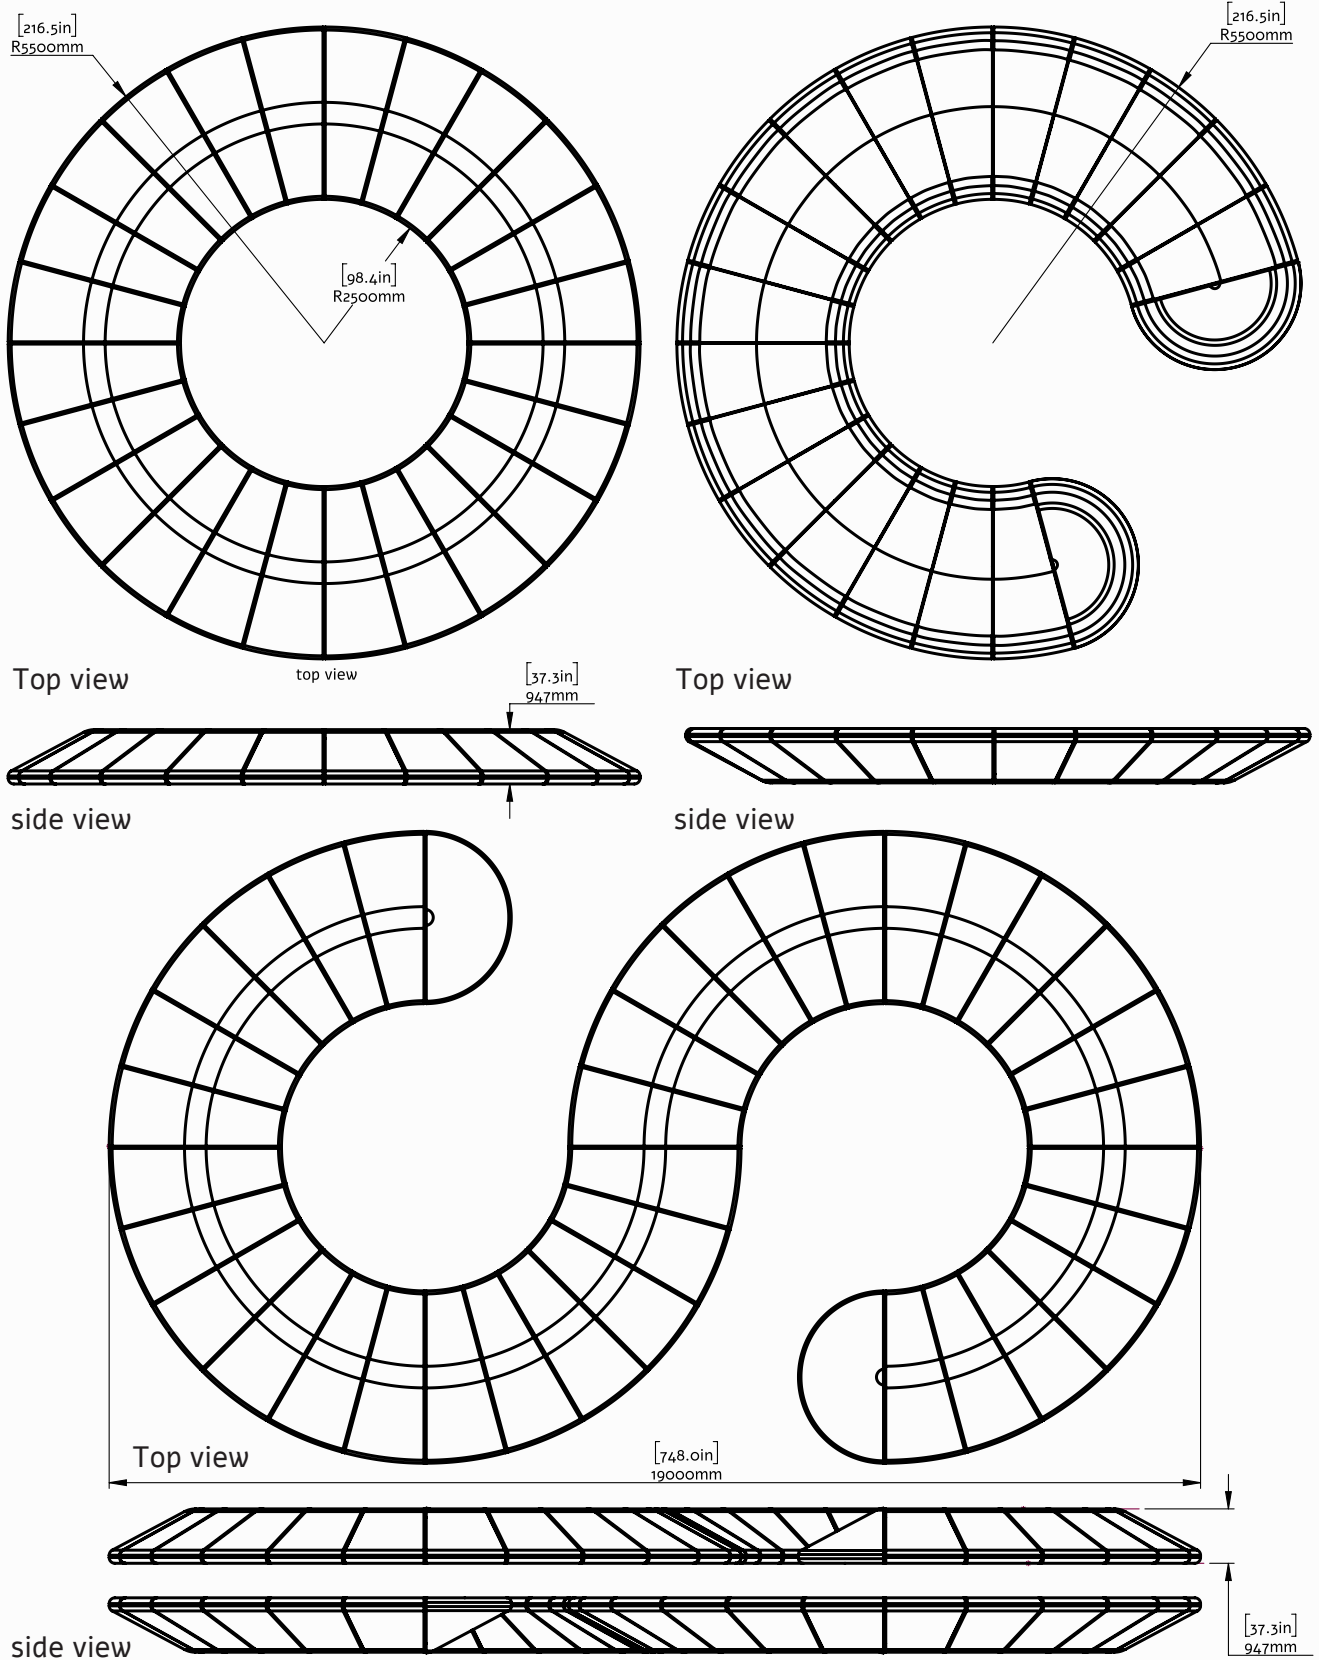 [216.5in]
R5500mm
[216.5in]
R5500mm
[98.4in]
R2500mm
Top view
top view
[37.3in]
947mm
Top view
side view
side view
Top view
[748.0in]
19000mm
side view
[37.3in]
947mm